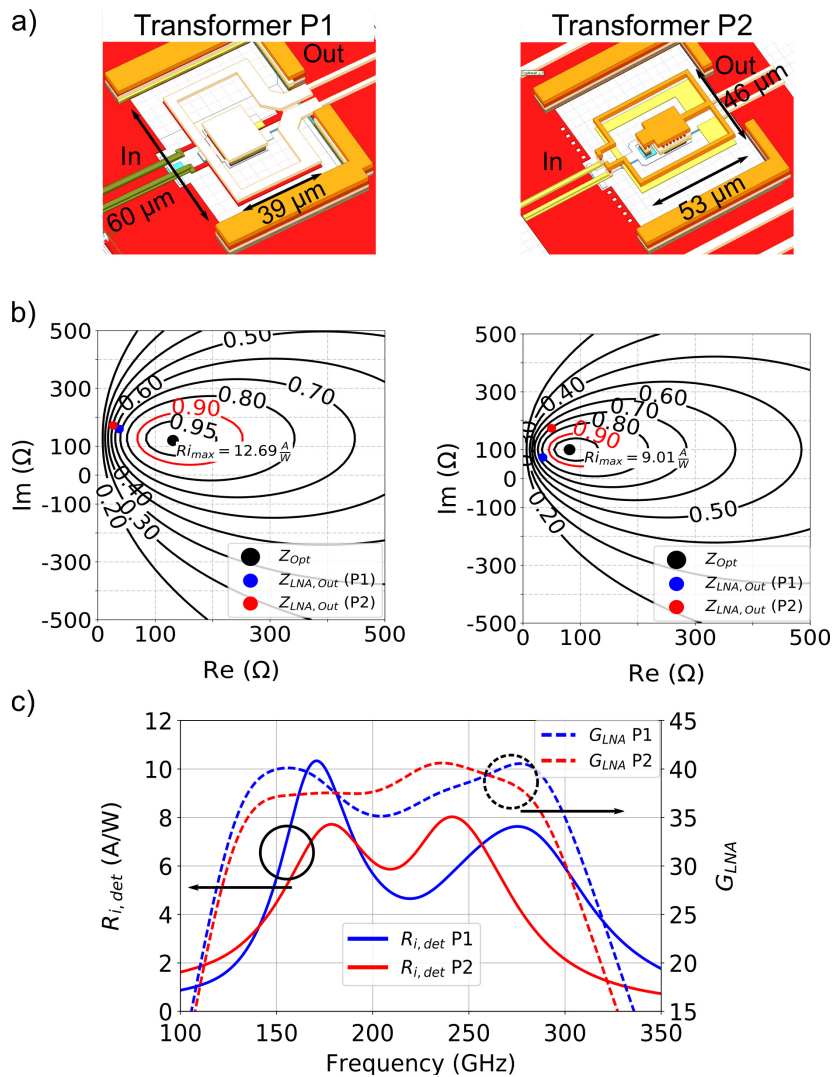 a)
Transformer P1
Transformer P2
Out
In
60 µm
39 µm
Out
46 µm
In
53 µm
b)
500
300
100
0
-100
-300
-500
Im (Ω)
0.50
0.60
0.70
0.80
0.90
0.95
Ri_max = 12.69 A/W
0.40
0.30
0.20
Z_Opt
Z_LNA,Out (P1)
Z_LNA,Out (P2)
0 100 300 500
Re (Ω)
500
300
100
0
-100
-300
-500
Im (Ω)
0.40
0.60
0.70
0.80
0.90
Ri_max = 9.01 A/W
0.50
0.20
Z_Opt
Z_LNA,Out (P1)
Z_LNA,Out (P2)
0 100 300 500
Re (Ω)
c)
12
10
8
6
4
2
0
R_i,det (A/W)
G_LNA P1
G_LNA P2
R_i,det P1
R_i,det P2
45
40
35
30
25
20
15
G_LNA
100 150 200 250 300 350
Frequency (GHz)